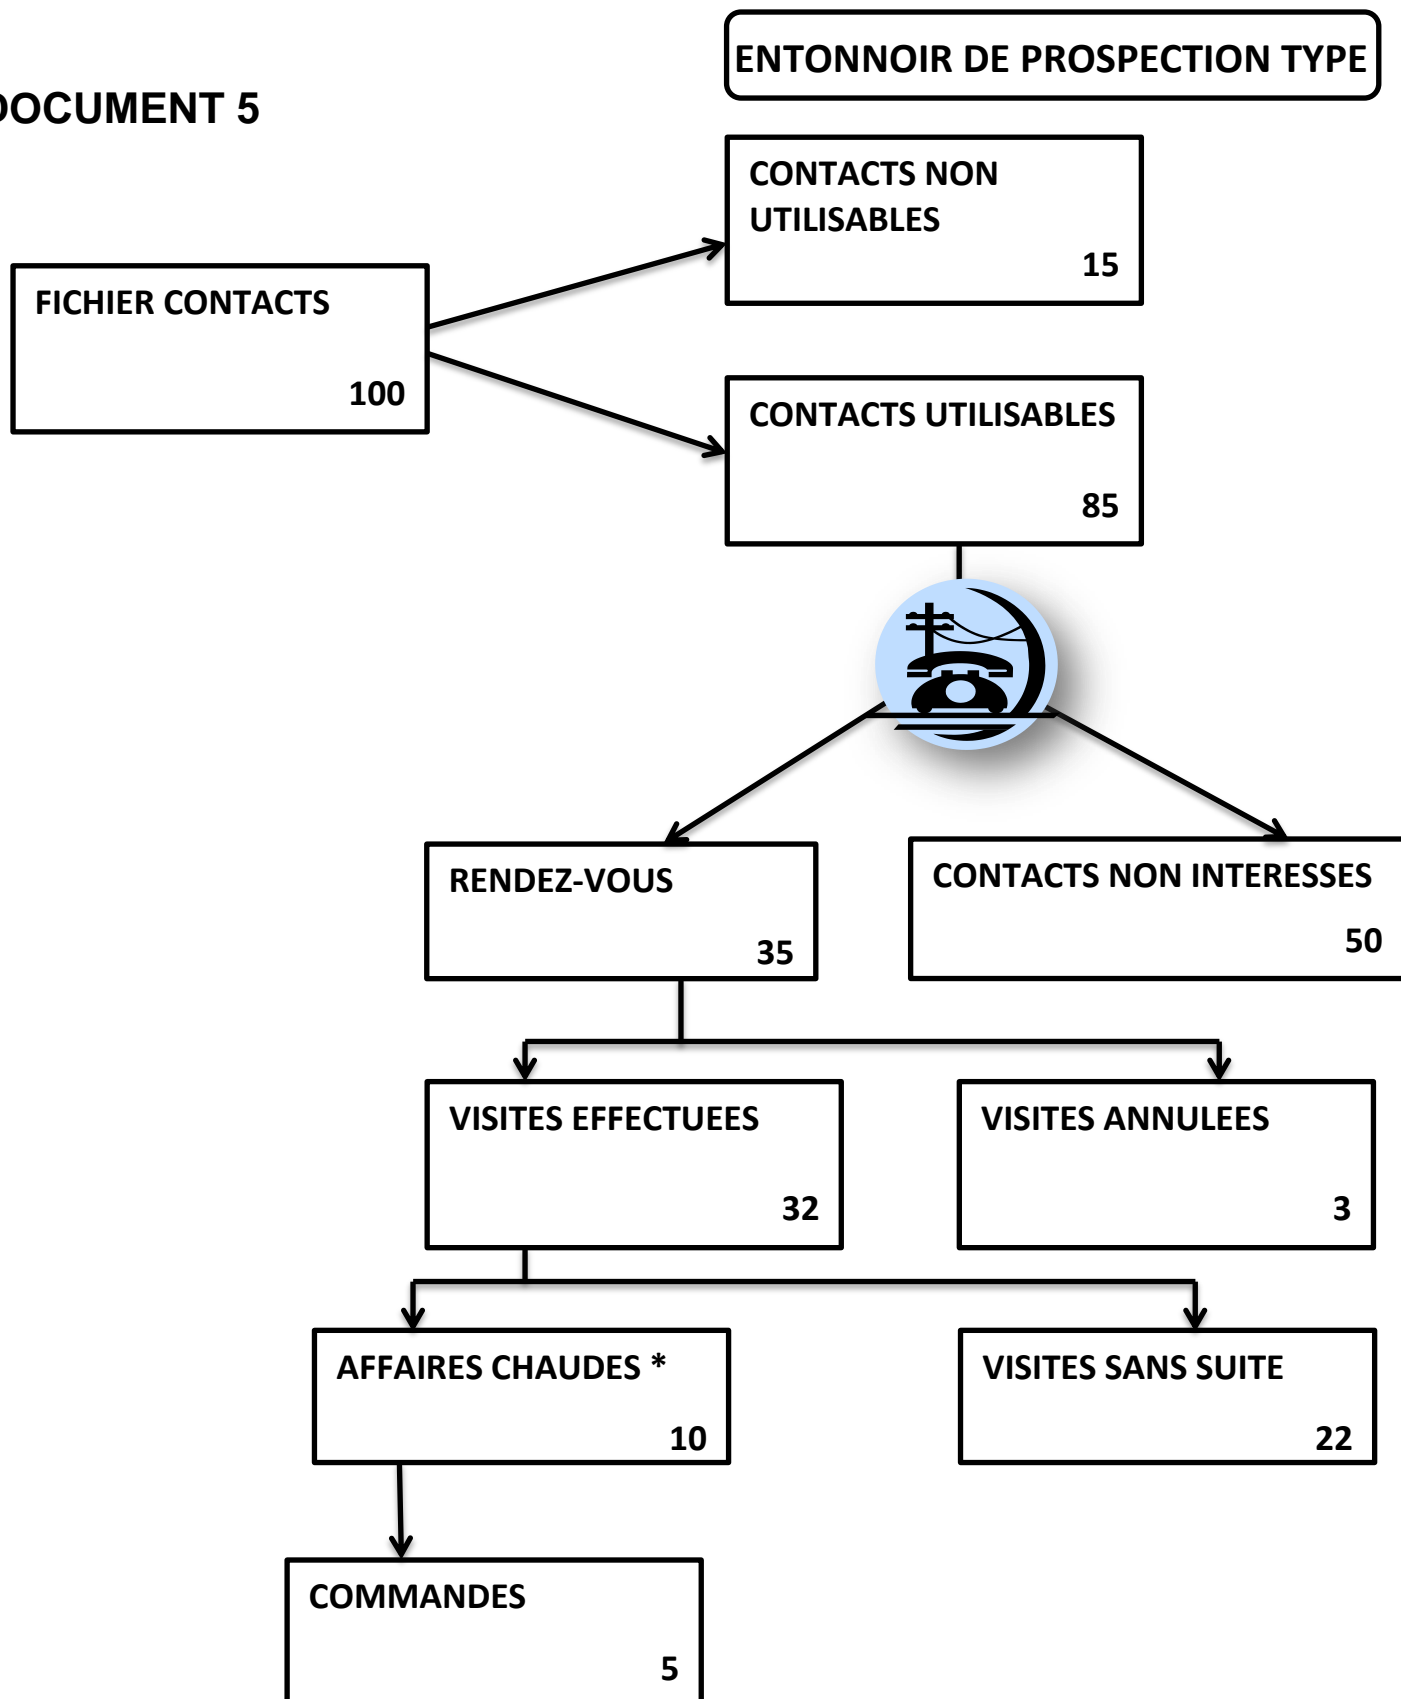 ENTONNOIR DE PROSPECTION TYPE
DOCUMENT 5
CONTACTS NON
UTILISABLES
15
FICHIER CONTACTS
100
CONTACTS UTILISABLES
85
RENDEZ-VOUS
35
CONTACTS NON INTERESSES
50
VISITES EFFECTUEES
32
VISITES ANNULEES
3
AFFAIRES CHAUDES *
10
VISITES SANS SUITE
22
COMMANDES
5